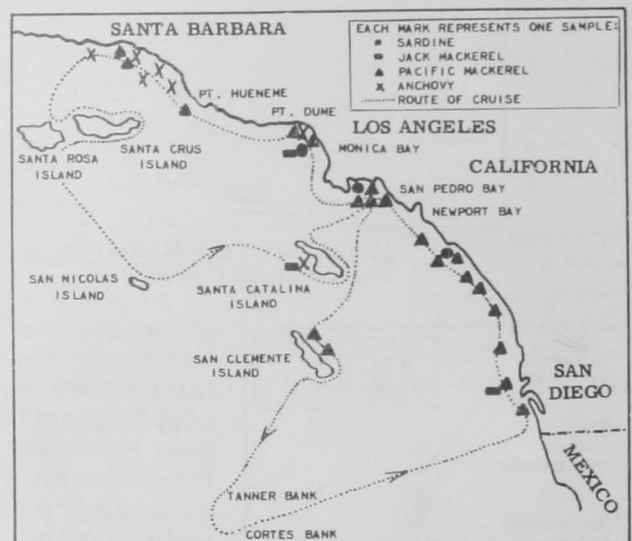 SANTA BARBARA
EACH MARK REPRESENTS ONE SAMPLE:
SARDINE
JACK MACKEREL
PACIFIC MACKEREL
ANCHOVY
ROUTE OF CRUISE
PT. HUENEME
PT. DUME
LOS ANGELES
SANTA ROSA
ISLAND
SANTA CRUS
ISLAND
MONICA BAY
CALIFORNIA
SAN PEDRO BAY
NEWPORT BAY
SAN NICOLAS
ISLAND
SANTA CATALINA
ISLAND
SAN CLEMENTE
ISLAND
SAN
DIEGO
MEXICO
TANNER BANK
CORTES BANK